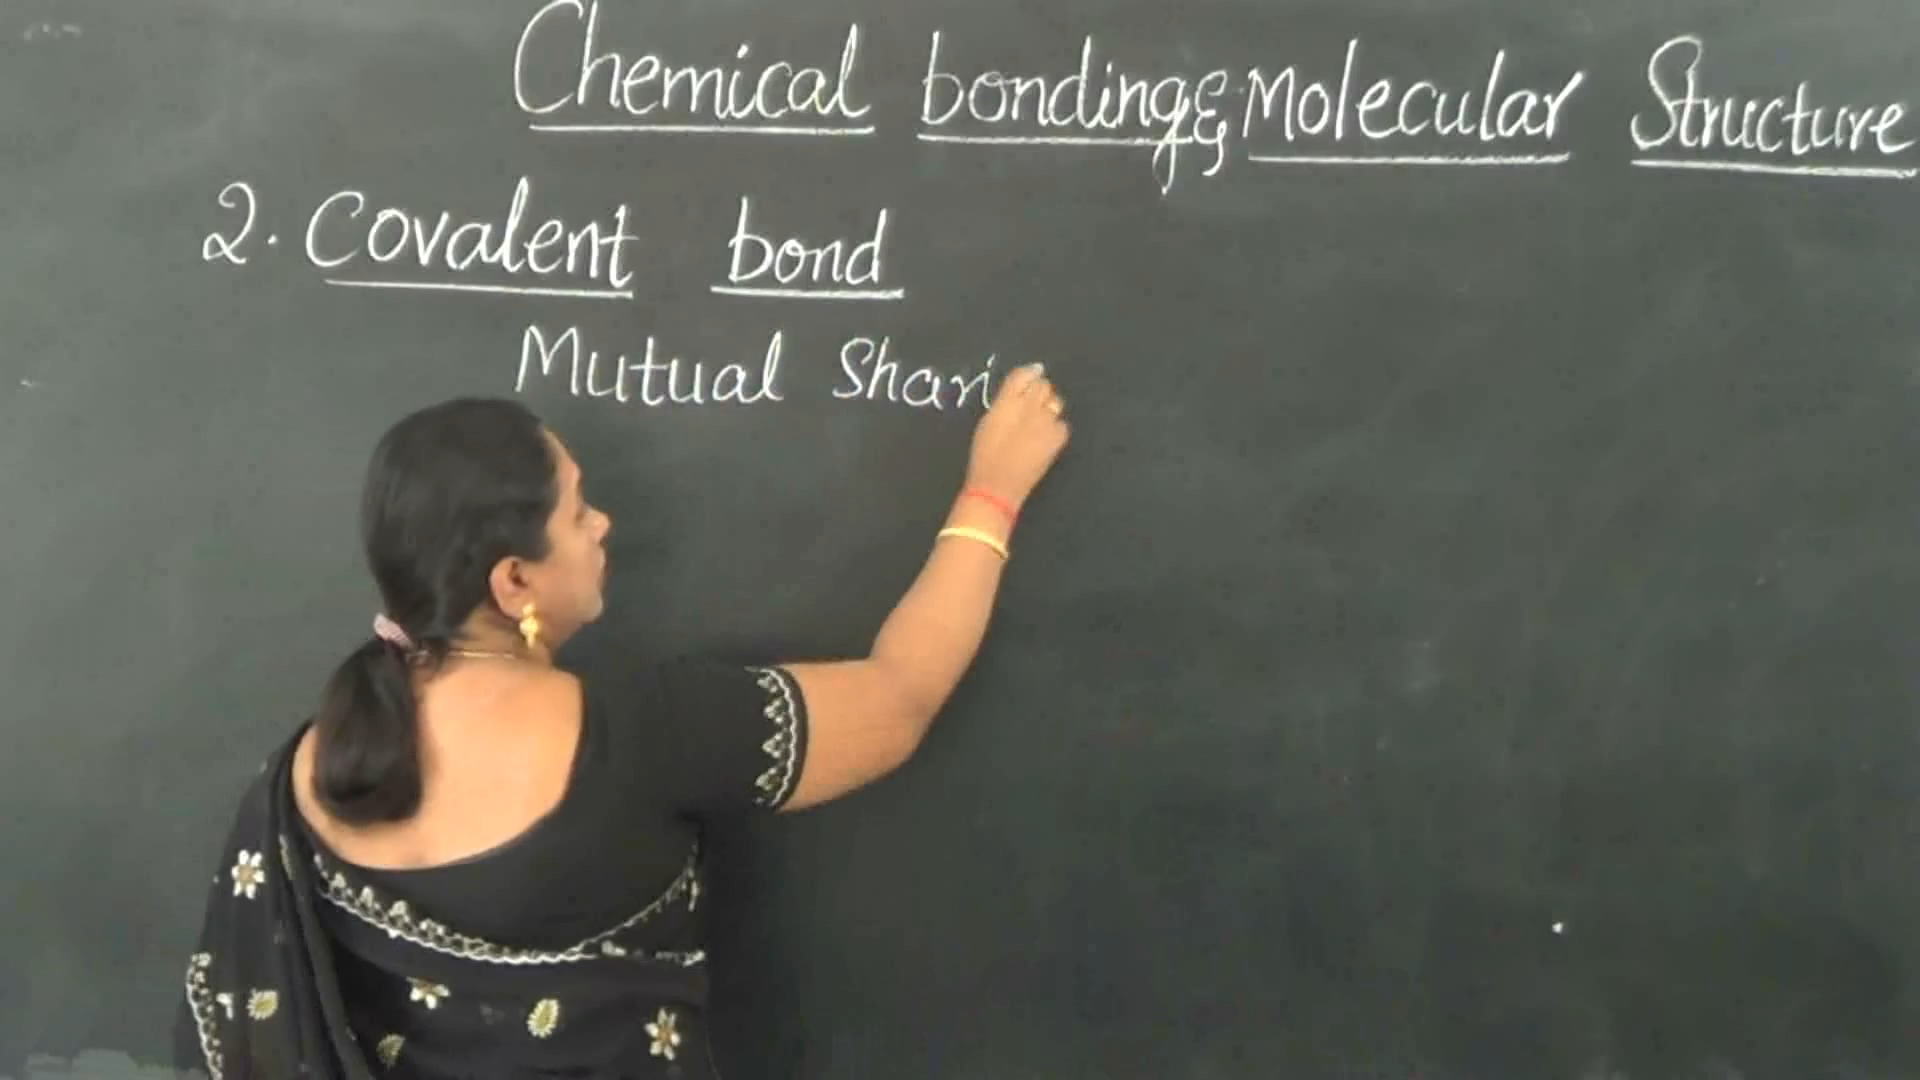 Chemical bonding & Molecular Structure
2. Covalent bond
Mutual Shari